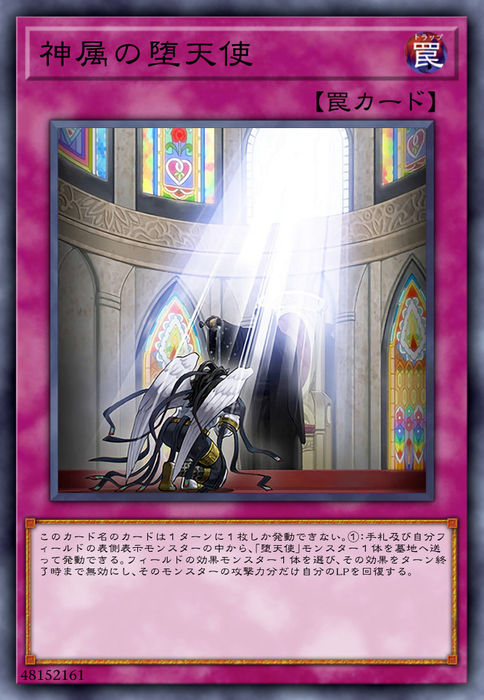 神属の堕天使
トラップ
罠
【罠カード】
このカード名のカードは１ターンに１枚しか発動できない。①：手札及び自分フ
ィールドの表側表示モンスターの中から、「堕天使」モンスター１体を墓地へ送
って発動できる。フィールドの効果モンスター１体を選び、その効果をターン終
了時まで無効にし、そのモンスターの攻撃力分だけ自分のLPを回復する。
48152161